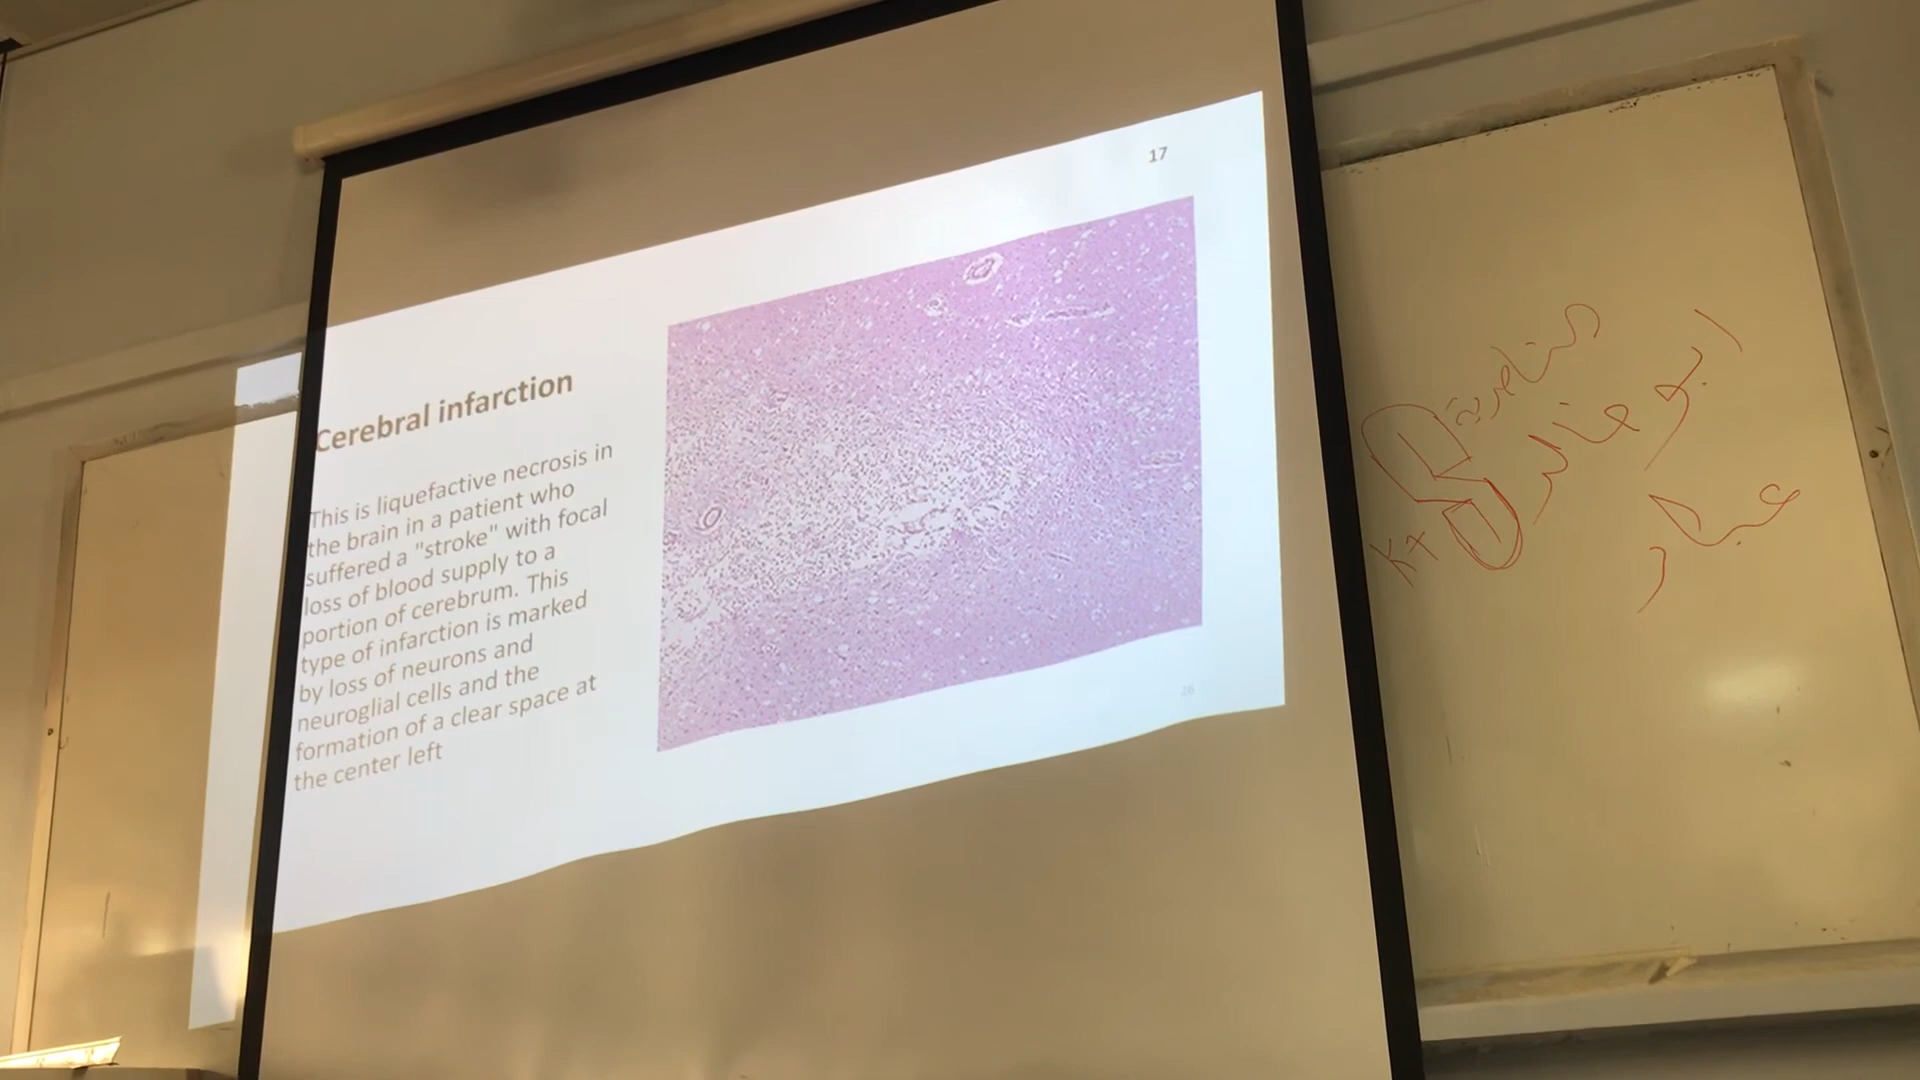 17
Cerebral infarction
This is liquefactive necrosis in
the brain in a patient who
suffered a "stroke" with focal
loss of blood supply to a
portion of cerebrum. This
type of infarction is marked
by loss of neurons and
neuroglial cells and the
formation of a clear space at
the center left
26